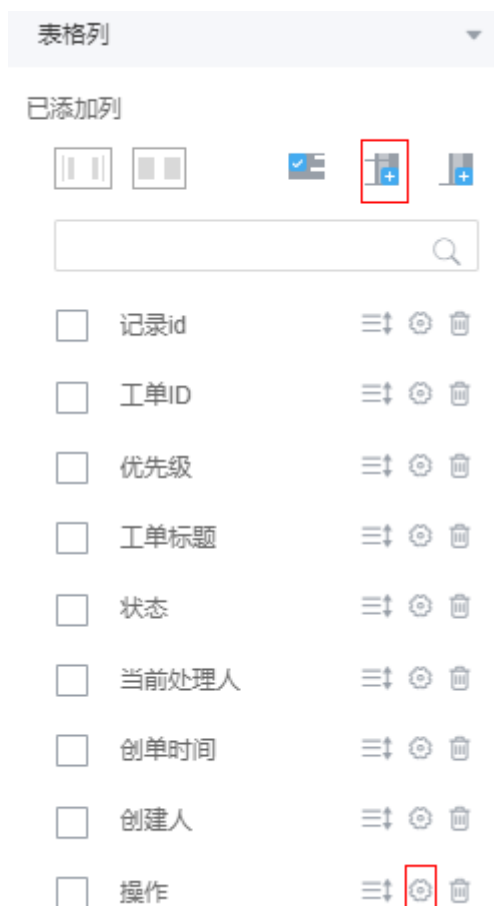 表格列
已添加列
记录id
工单ID
优先级
工单标题
状态
当前处理人
创单时间
创建人
操作